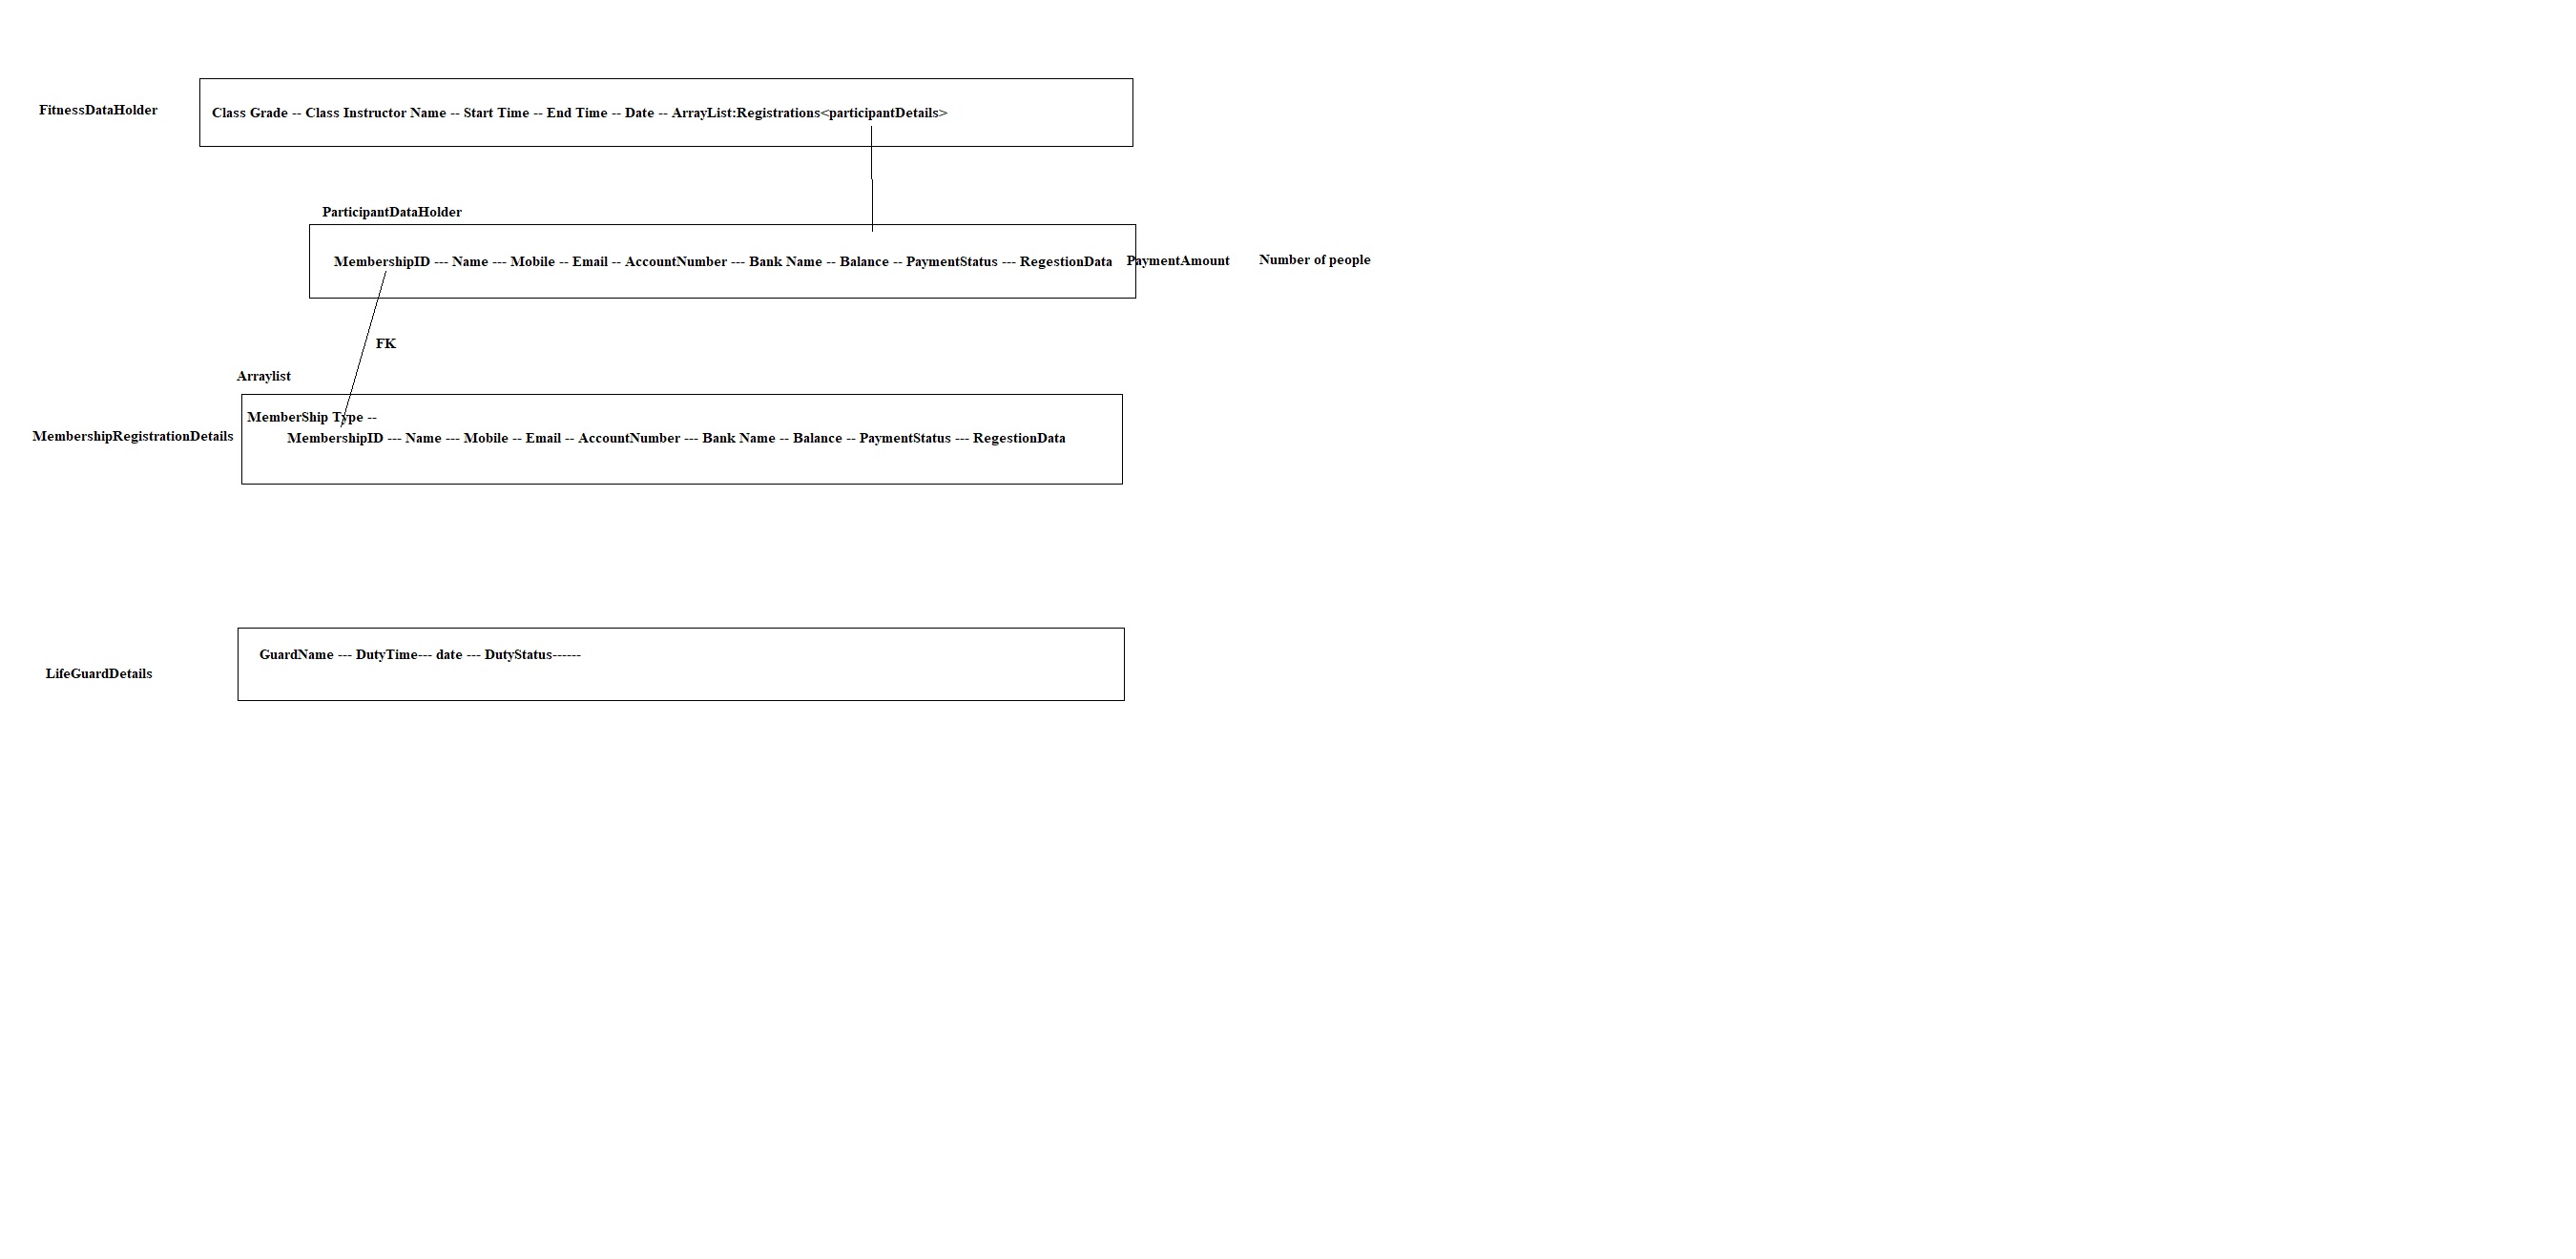 FitnessDataHolder
Class Grade -- Class Instructor Name -- Start Time -- End Time -- Date -- ArrayList:Registrations<participantDetails>
ParticipantDataHolder
MembershipID --- Name --- Mobile -- Email -- AccountNumber --- Bank Name -- Balance -- PaymentStatus --- RegestionData PaymentAmount Number of people
FK
Arraylist
MemberShip Type --
MembershipRegistrationDetails
MembershipID --- Name --- Mobile -- Email -- AccountNumber --- Bank Name -- Balance -- PaymentStatus --- RegestionData
GuardName --- DutyTime--- date --- DutyStatus------
LifeGuardDetails